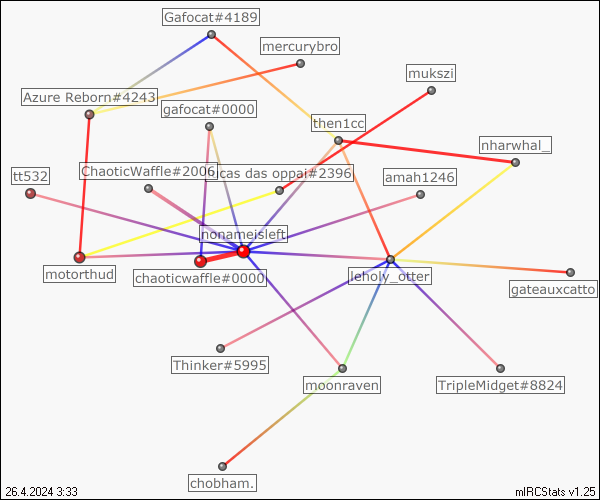 Gafocat#4189
mercurybro
mukszi
Azure Reborn#4243
gafocat#0000
then1cc
nharwhal_
tt532
ChaoticWaffle#2006
cas das oppai#2396
amah1246
nonameisleft
motorthud
chaoticwaffle#0000
leholy_otter
gateauxcatto
Thinker#5995
moonraven
TripleMidget#8824
chobham.
26.4.2024 3:33
mIRCStats v1.25